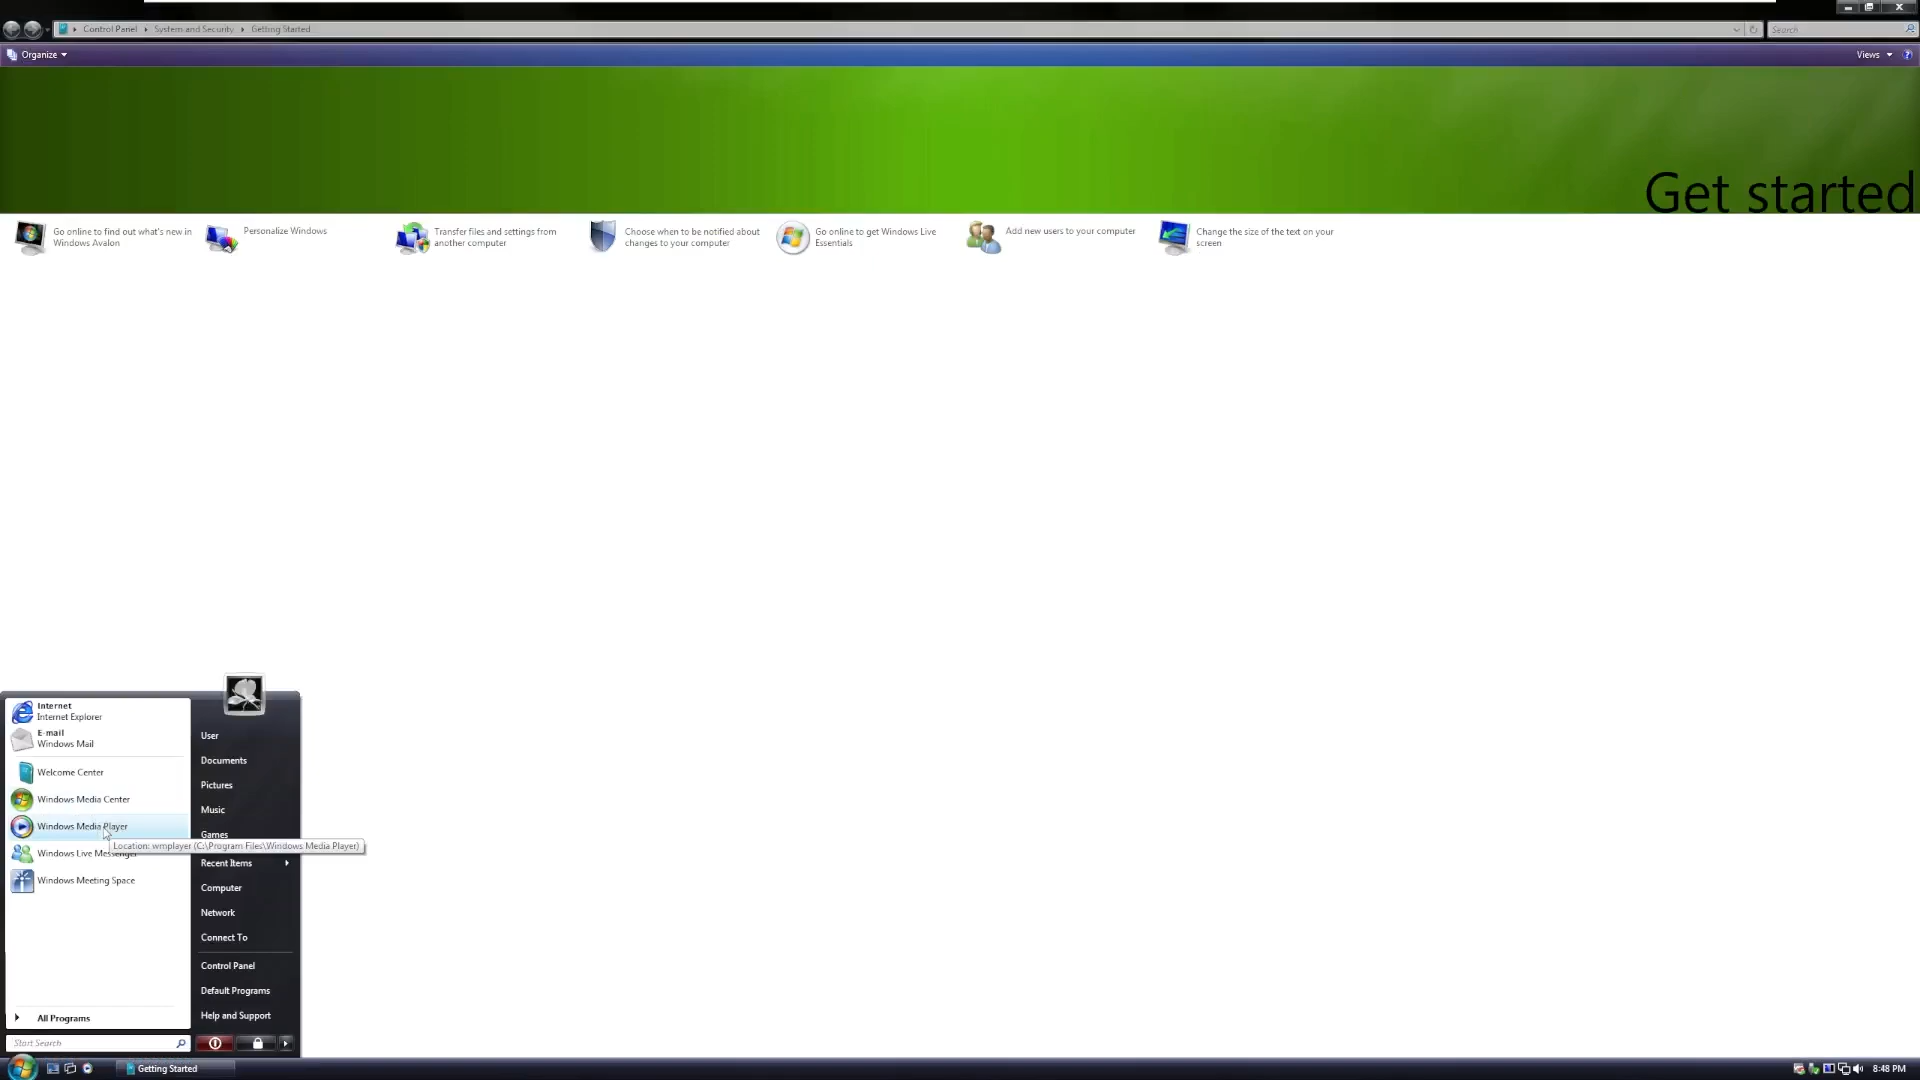 Control Panel
System and Security
Getting Started
Search
Organize
Views
Get started
Go online to find out what's new in
Windows Avalon
Personalize Windows
Transfer files and settings from
another computer
Choose when to be notified about
changes to your computer
Go online to get Windows Live
Essentials
Add new users to your computer
Change the size of the text on your
screen
Internet
Internet Explorer
E-mail
Windows Mail
Welcome Center
Windows Media Center
Windows Media Player
Location: wmplayer (C:\Program Files\Windows Media Player)
Windows Live Messenger
Windows Meeting Space
All Programs
Start Search
User
Documents
Pictures
Music
Games
Recent Items
Computer
Network
Connect To
Control Panel
Default Programs
Help and Support
Getting Started
8:48 PM